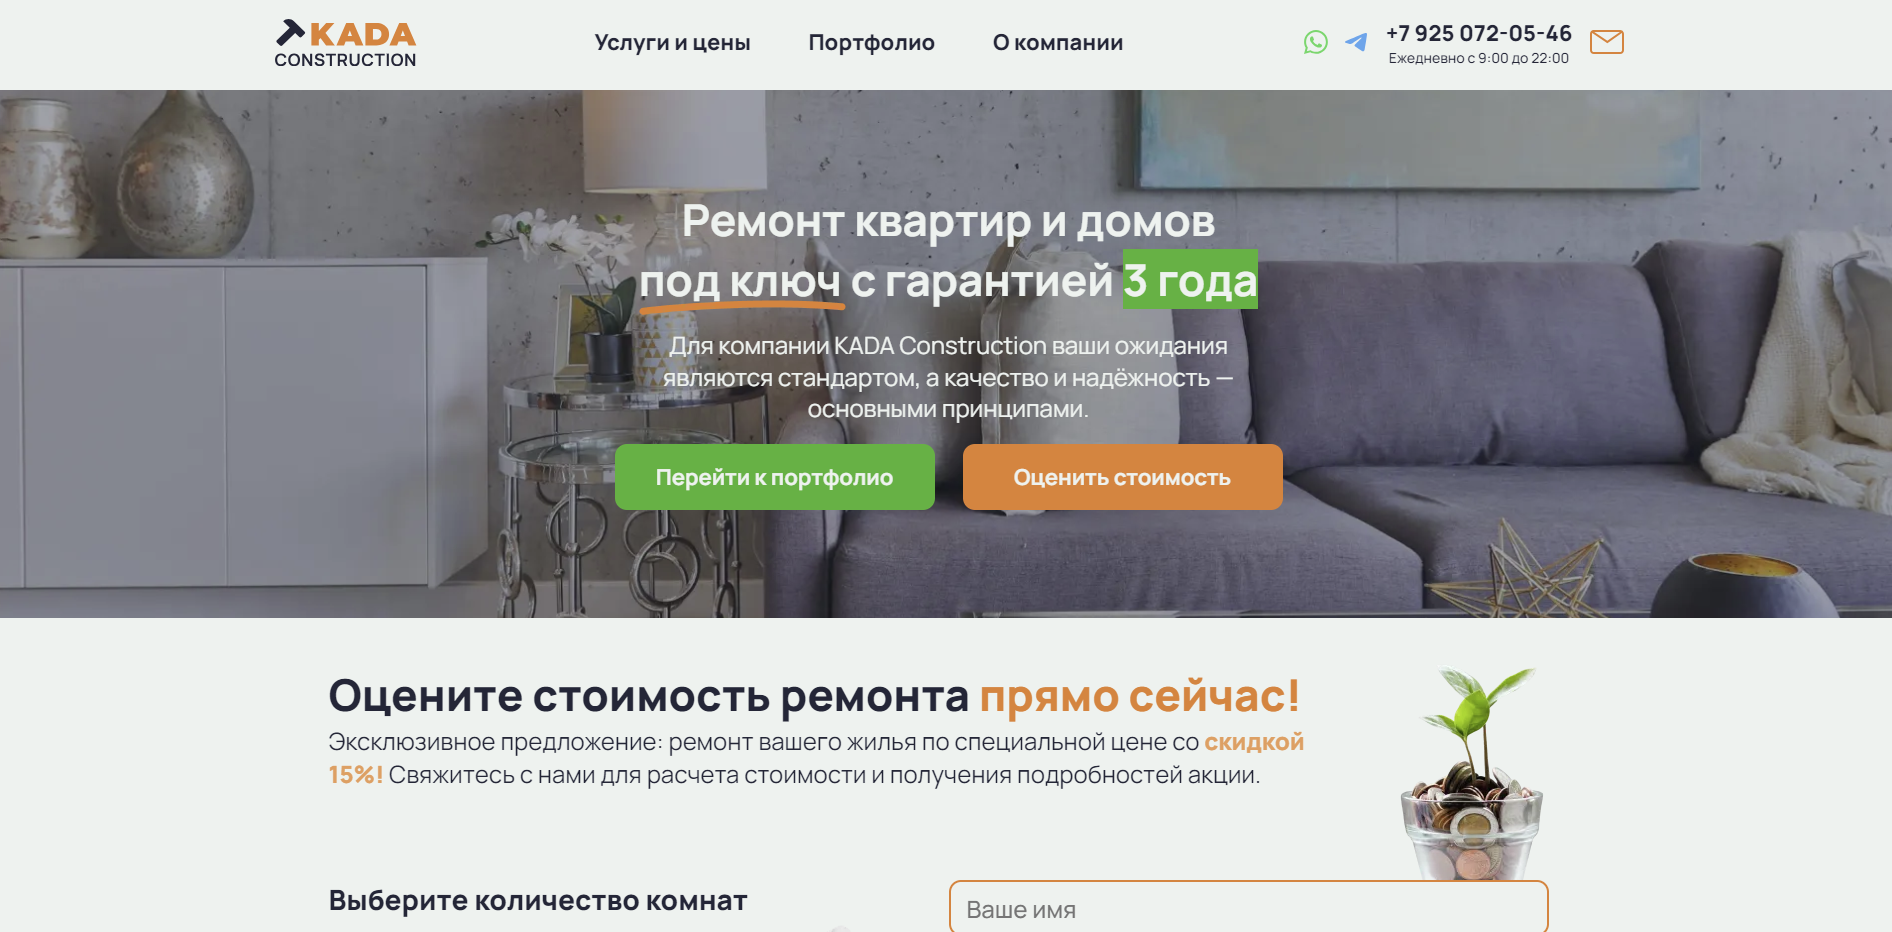 KADA
CONSTRUCTION
Услуги и цены
Портфолио
О компании
+7 925 072-05-46
Ежедневно с 9:00 до 22:00
Ремонт квартир и домов
под ключ с гарантией 3 года
Для компании KADA Construction ваши ожидания
являются стандартом, а качество и надёжность —
основными принципами.
Перейти к портфолио
Оценить стоимость
Оцените стоимость ремонта прямо сейчас!
Эксклюзивное предложение: ремонт вашего жилья по специальной цене со скидкой
15%! Свяжитесь с нами для расчета стоимости и получения подробностей акции.
Выберите количество комнат
Ваше имя